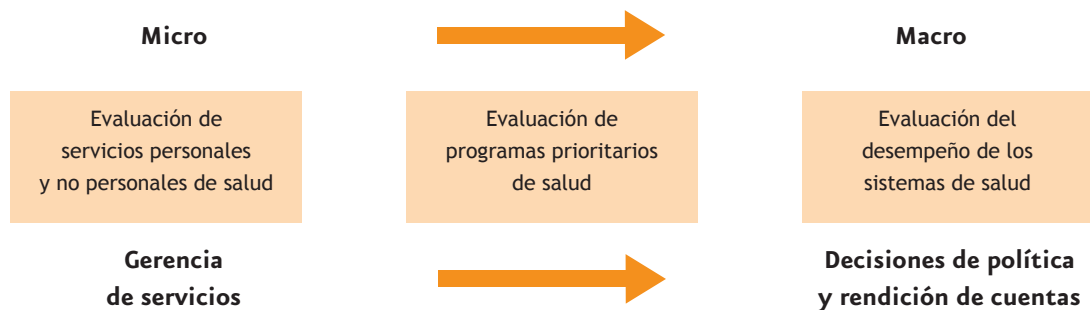 Micro
Macro
Evaluación de
servicios personales
y no personales de salud
Evaluación de
programas prioritarios
de salud
Evaluación del
desempeño de los
sistemas de salud
Gerencia
de servicios
Decisiones de política
y rendición de cuentas